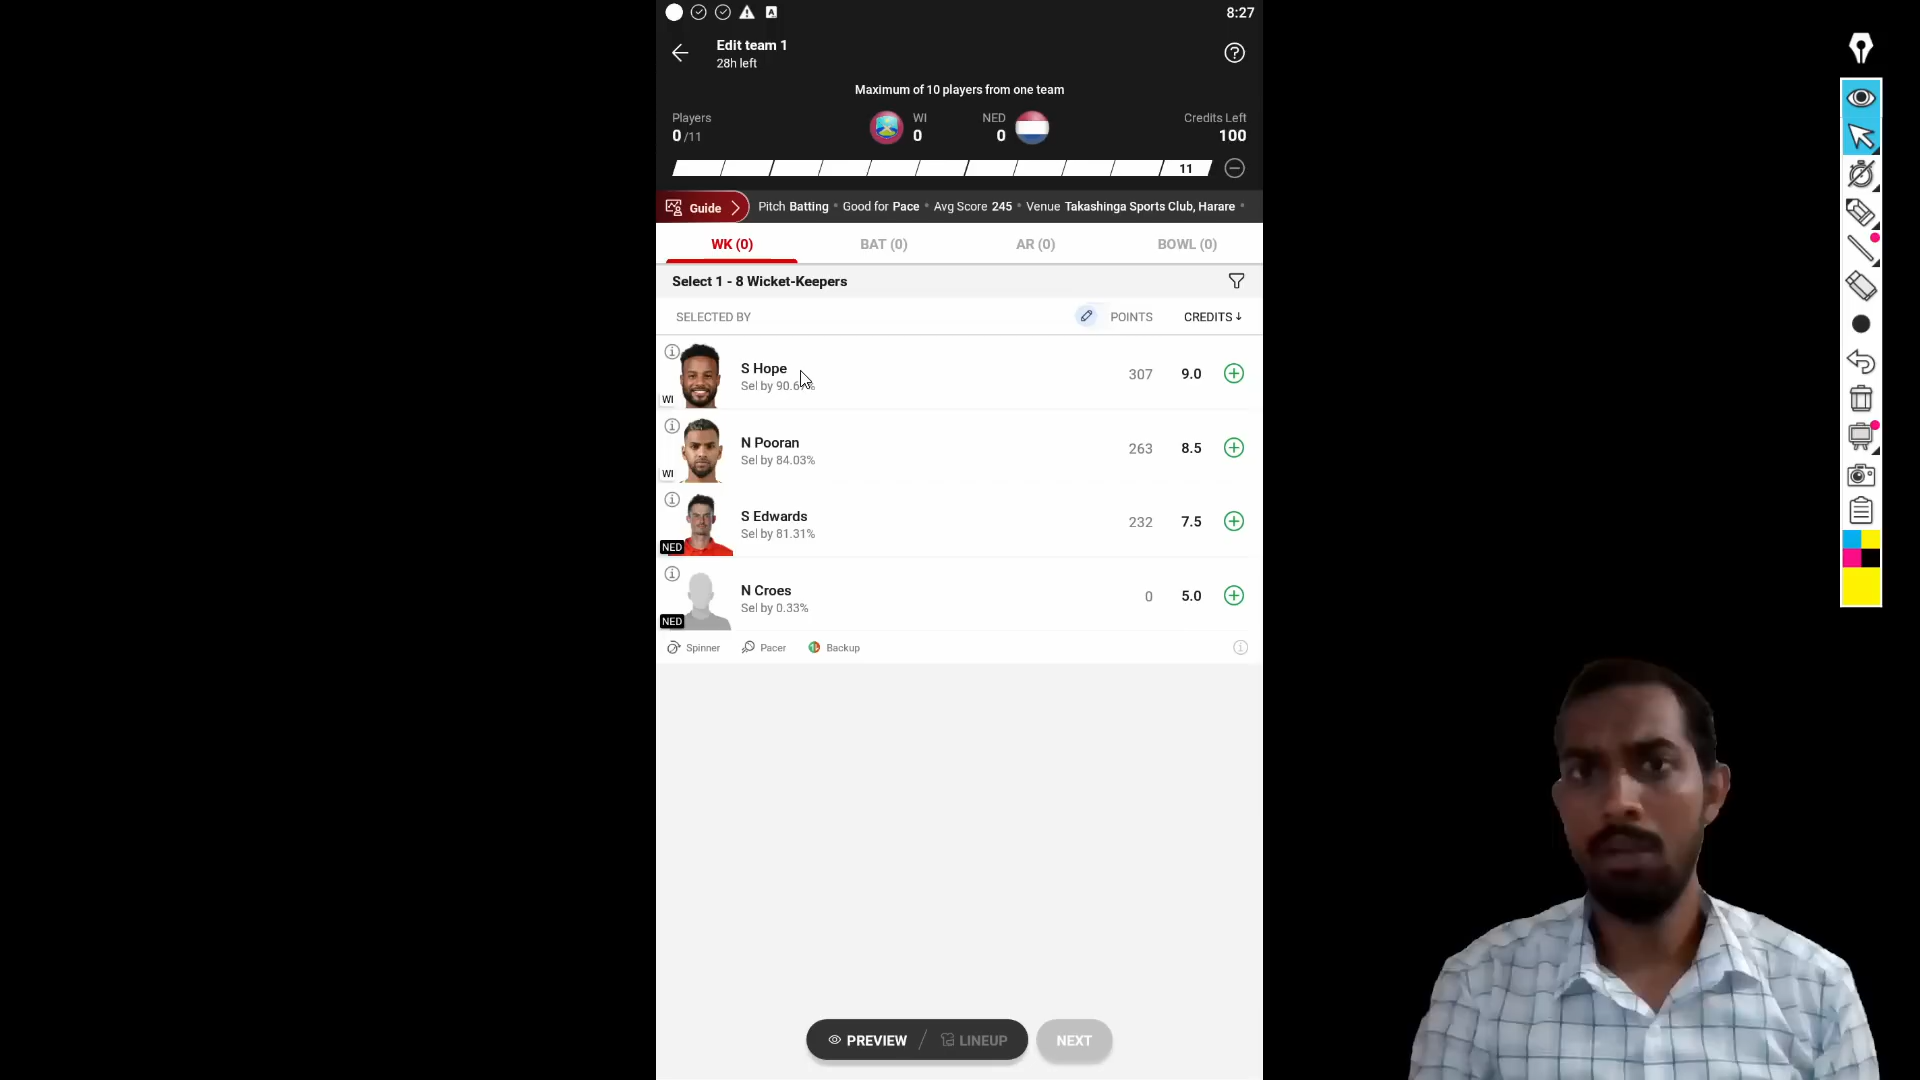 8:27
Edit team 1
28h left
Maximum of 10 players from one team
Players
0 /11
WI
0
NED
0
Credits Left
100
11
Guide
Pitch Batting • Good for Pace • Avg Score 245 • Venue Takashinga Sports Club, Harare •
WK (0) BAT (0) AR (0) BOWL (0)
Select 1 - 8 Wicket-Keepers
SELECTED BY POINTS CREDITS↓
S Hope
Sel by 90.6
WI
307 9.0
N Pooran
Sel by 84.03%
WI
263 8.5
S Edwards
Sel by 81.31%
NED
232 7.5
N Croes
Sel by 0.33%
NED
0 5.0
Spinner Pacer Backup
PREVIEW / LINEUP NEXT